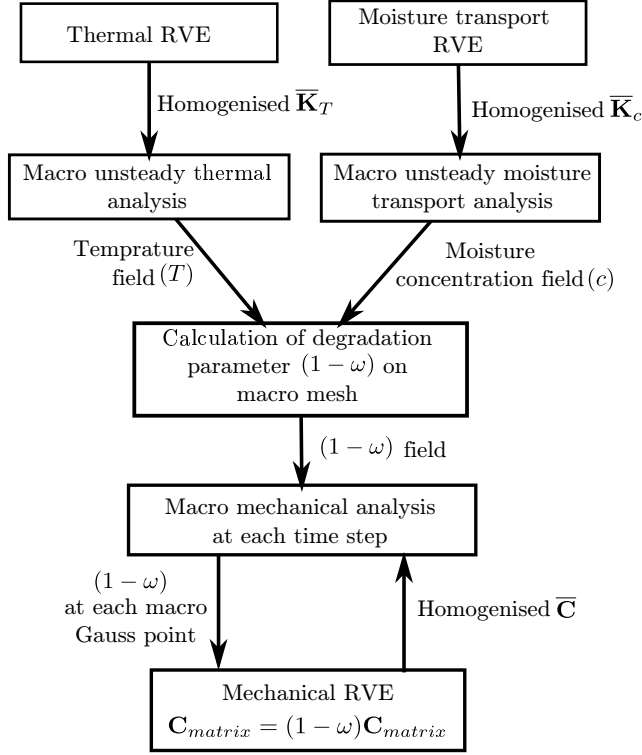 Thermal RVE
Moisture transport
RVE
Homogenised K̅_T
Homogenised K̅_c
Macro unsteady thermal
analysis
Macro unsteady moisture
transport analysis
Temprature
field (T)
Moisture
concentration field (c)
Calculation of degradation
parameter (1 − ω) on
macro mesh
(1 − ω) field
Macro mechanical analysis
at each time step
(1 − ω)
at each macro
Gauss point
Homogenised C̅
Mechanical RVE
C_matrix = (1 − ω)C_matrix